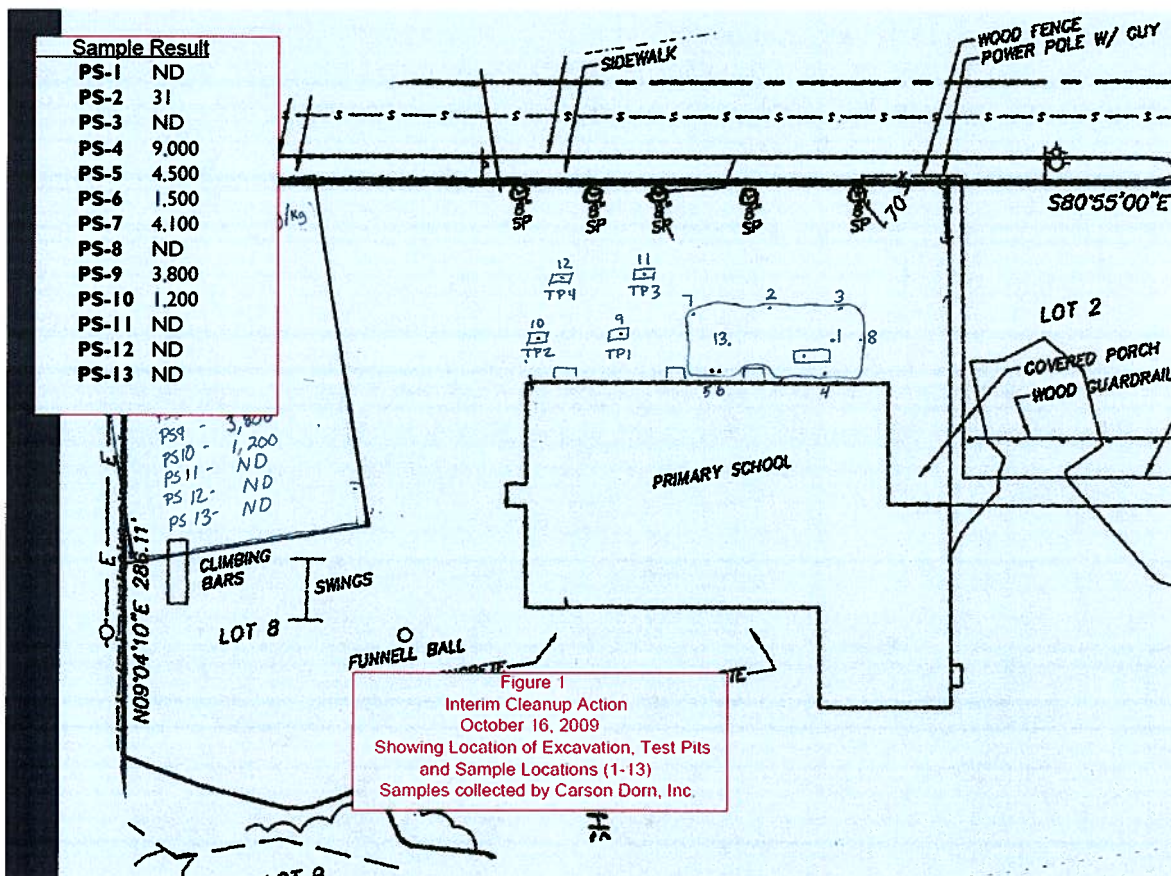 Sample Result
PS-1 ND
PS-2 31
PS-3 ND
PS-4 9,000
PS-5 4,500
PS-6 1,500
PS-7 4,100
PS-8 ND
PS-9 3,800
PS-10 1,200
PS-11 ND
PS-12 ND
PS-13 ND
SIDEWALK
WOOD FENCE
POWER POLE W/ GUY
S S S S S S S S S S S
S80°55'00"E
SP SP SP SP
70
/kg
12
TP4
11
TP3
10
TP2
9
TP1
7 2 3
13 1 8
5 6 4
LOT 2
COVERED PORCH
WOOD GUARDRAIL
PRIMARY SCHOOL
PS9 - 3,800
PS10 - 1,200
PS11 - ND
PS 12- ND
PS 13- ND
E
E
N09°04'10"E 286.11'
CLIMBING
BARS
SWINGS
LOT 8
FUNNELL BALL
TE
Figure 1
Interim Cleanup Action
October 16, 2009
Showing Location of Excavation, Test Pits
and Sample Locations (1-13)
Samples collected by Carson Dorn, Inc.